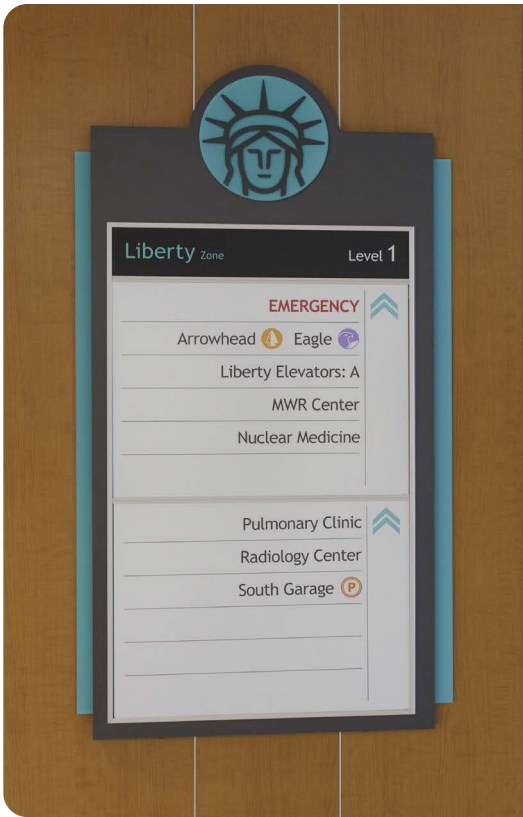 Liberty Zone Level 1
EMERGENCY
Arrowhead Eagle
Liberty Elevators: A
MWR Center
Nuclear Medicine
Pulmonary Clinic
Radiology Center
South Garage P